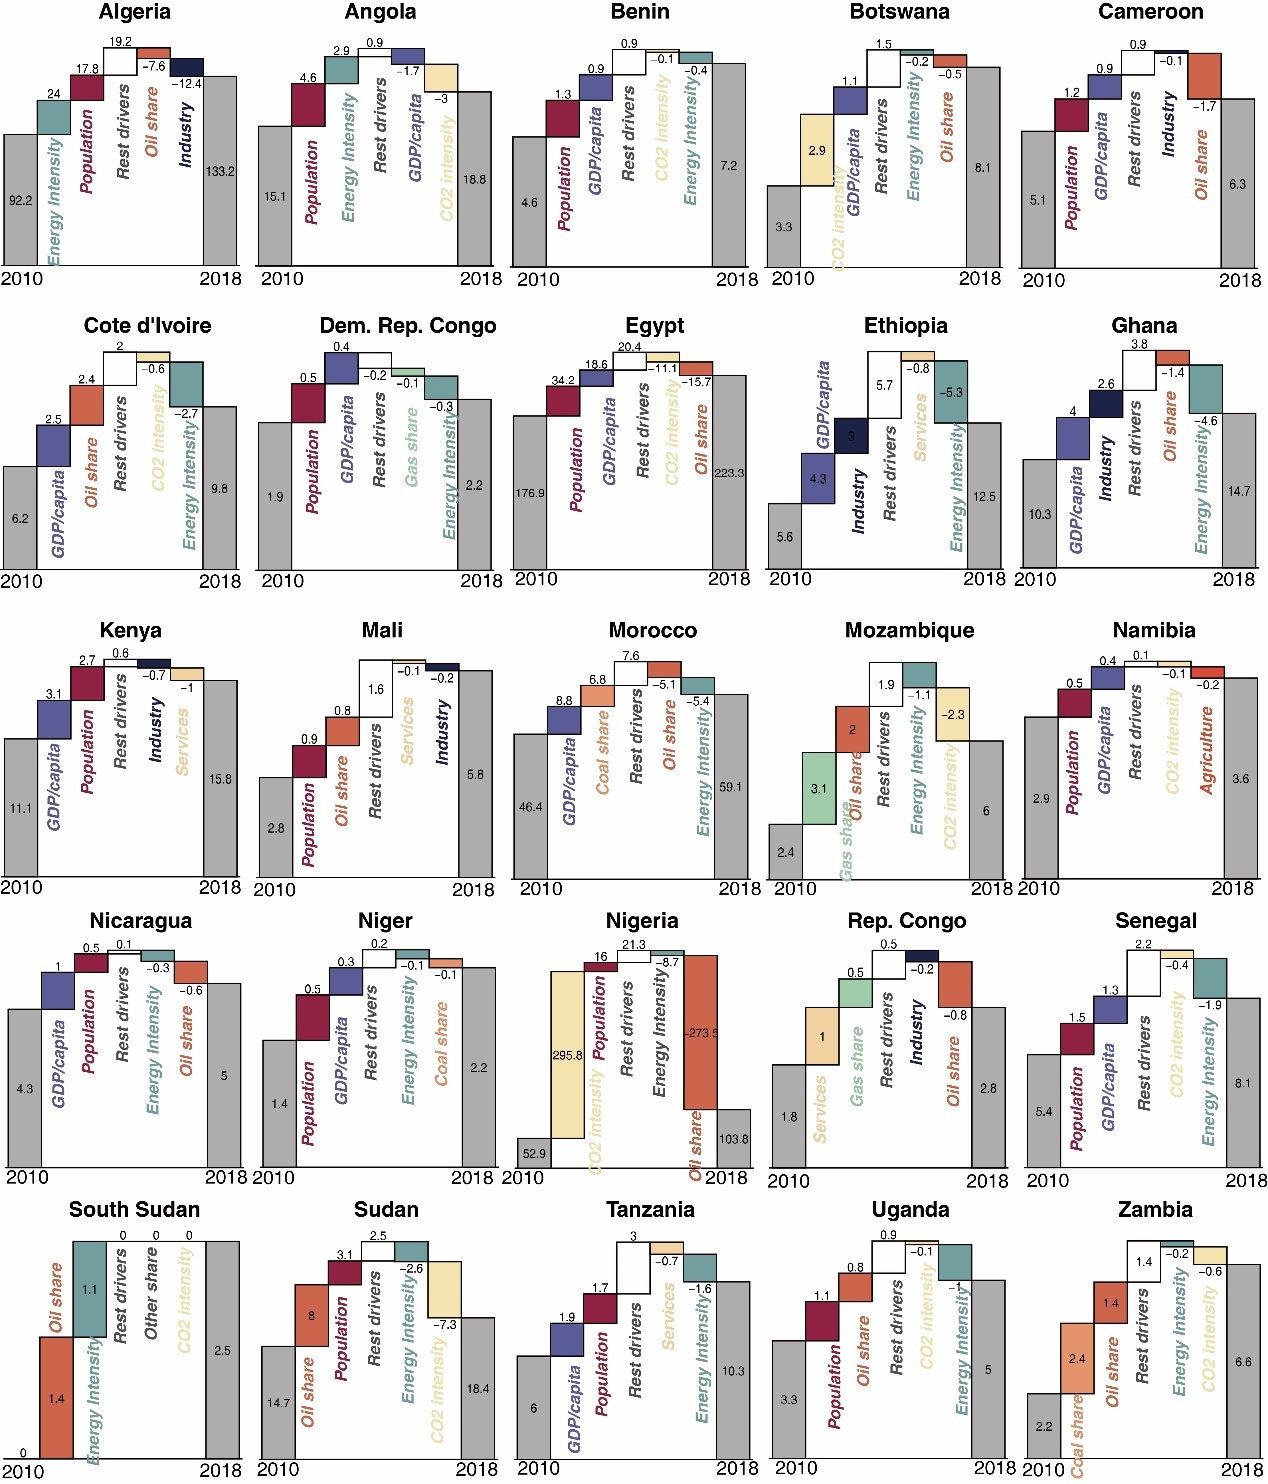 Algeria
19.2
17.8
−7.6
24
−12.4
92.2
Energy Intensity
Population
Rest drivers
Oil share
Industry
133.2
2010
2018
Angola
0.9
2.9
−1.7
4.6
−3
15.1
Population
Energy Intensity
Rest drivers
GDP/capita
CO2 intensity
18.8
2010
2018
Benin
0.9
−0.1
0.9
−0.4
1.3
4.6
Population
GDP/capita
Rest drivers
CO2 intensity
Energy Intensity
7.2
2010
2018
Botswana
1.5
−0.2
1.1
−0.5
2.9
3.3
CO2 intensity
GDP/capita
Rest drivers
Energy Intensity
Oil share
8.1
2010
2018
Cameroon
0.9
−0.1
0.9
1.2
−1.7
5.1
Population
GDP/capita
Rest drivers
Industry
Oil share
6.3
2010
2018
Cote d'Ivoire
2
−0.6
2.4
2.5
−2.7
6.2
GDP/capita
Oil share
Rest drivers
CO2 intensity
Energy Intensity
9.8
2010
2018
Dem. Rep. Congo
0.4
−0.2
0.5
−0.1
−0.3
1.9
Population
GDP/capita
Rest drivers
Gas share
Energy Intensity
2.2
2010
2018
Egypt
20.4
18.6
−11.1
34.2
−15.7
176.9
Population
GDP/capita
Rest drivers
CO2 intensity
Oil share
223.3
2010
2018
Ethiopia
5.7
−0.8
−5.3
3
4.3
5.6
GDP/capita
Industry
Rest drivers
Services
Energy Intensity
12.5
2010
2018
Ghana
3.8
−1.4
2.6
4
−4.6
10.3
GDP/capita
Industry
Rest drivers
Oil share
Energy Intensity
14.7
2010
2018
Kenya
0.6
2.7
−0.7
3.1
−1
11.1
GDP/capita
Population
Rest drivers
Industry
Services
15.8
2010
2018
Mali
1.6
−0.1
−0.2
0.8
0.9
2.8
Population
Oil share
Rest drivers
Services
Industry
5.8
2010
2018
Morocco
7.6
6.8
−5.1
8.8
−5.4
46.4
GDP/capita
Coal share
Rest drivers
Oil share
Energy Intensity
59.1
2010
2018
Mozambique
1.9
−1.1
−2.3
2
3.1
2.4
Gas share
Oil share
Rest drivers
Energy Intensity
CO2 intensity
6
2010
2018
Namibia
0.1
0.4
−0.1
0.5
−0.2
2.9
Population
GDP/capita
Rest drivers
CO2 intensity
Agriculture
3.6
2010
2018
Nicaragua
0.1
0.5
−0.3
1
−0.6
4.3
GDP/capita
Population
Rest drivers
Energy Intensity
Oil share
5
2010
2018
Niger
0.2
0.3
−0.1
−0.1
0.5
1.4
Population
GDP/capita
Rest drivers
Energy Intensity
Coal share
2.2
2010
2018
Nigeria
21.3
16
−8.7
295.8
−273.5
52.9
CO2 intensity
Population
Rest drivers
Energy Intensity
Oil share
103.8
2010
2018
Rep. Congo
0.5
−0.2
0.5
1
−0.8
1.8
Services
Gas share
Rest drivers
Industry
Oil share
2.8
2010
2018
Senegal
2.2
−0.4
1.3
1.5
−1.9
5.4
Population
GDP/capita
Rest drivers
CO2 intensity
Energy Intensity
8.1
2010
2018
South Sudan
0
0
0
1.1
1.4
0
Oil share
Energy Intensity
Rest drivers
Other share
CO2 intensity
2.5
2010
2018
Sudan
2.5
3.1
−2.6
8
−7.3
14.7
Oil share
Population
Rest drivers
Energy Intensity
CO2 intensity
18.4
2010
2018
Tanzania
3
−0.7
1.7
−1.6
1.9
6
GDP/capita
Population
Rest drivers
Services
Energy Intensity
10.3
2010
2018
Uganda
0.9
−0.1
0.8
−1
1.1
3.3
Population
Oil share
Rest drivers
CO2 intensity
Energy Intensity
5
2010
2018
Zambia
1.4
−0.2
−0.6
1.4
2.4
2.2
Coal share
Oil share
Rest drivers
Energy Intensity
CO2 intensity
6.6
2010
2018